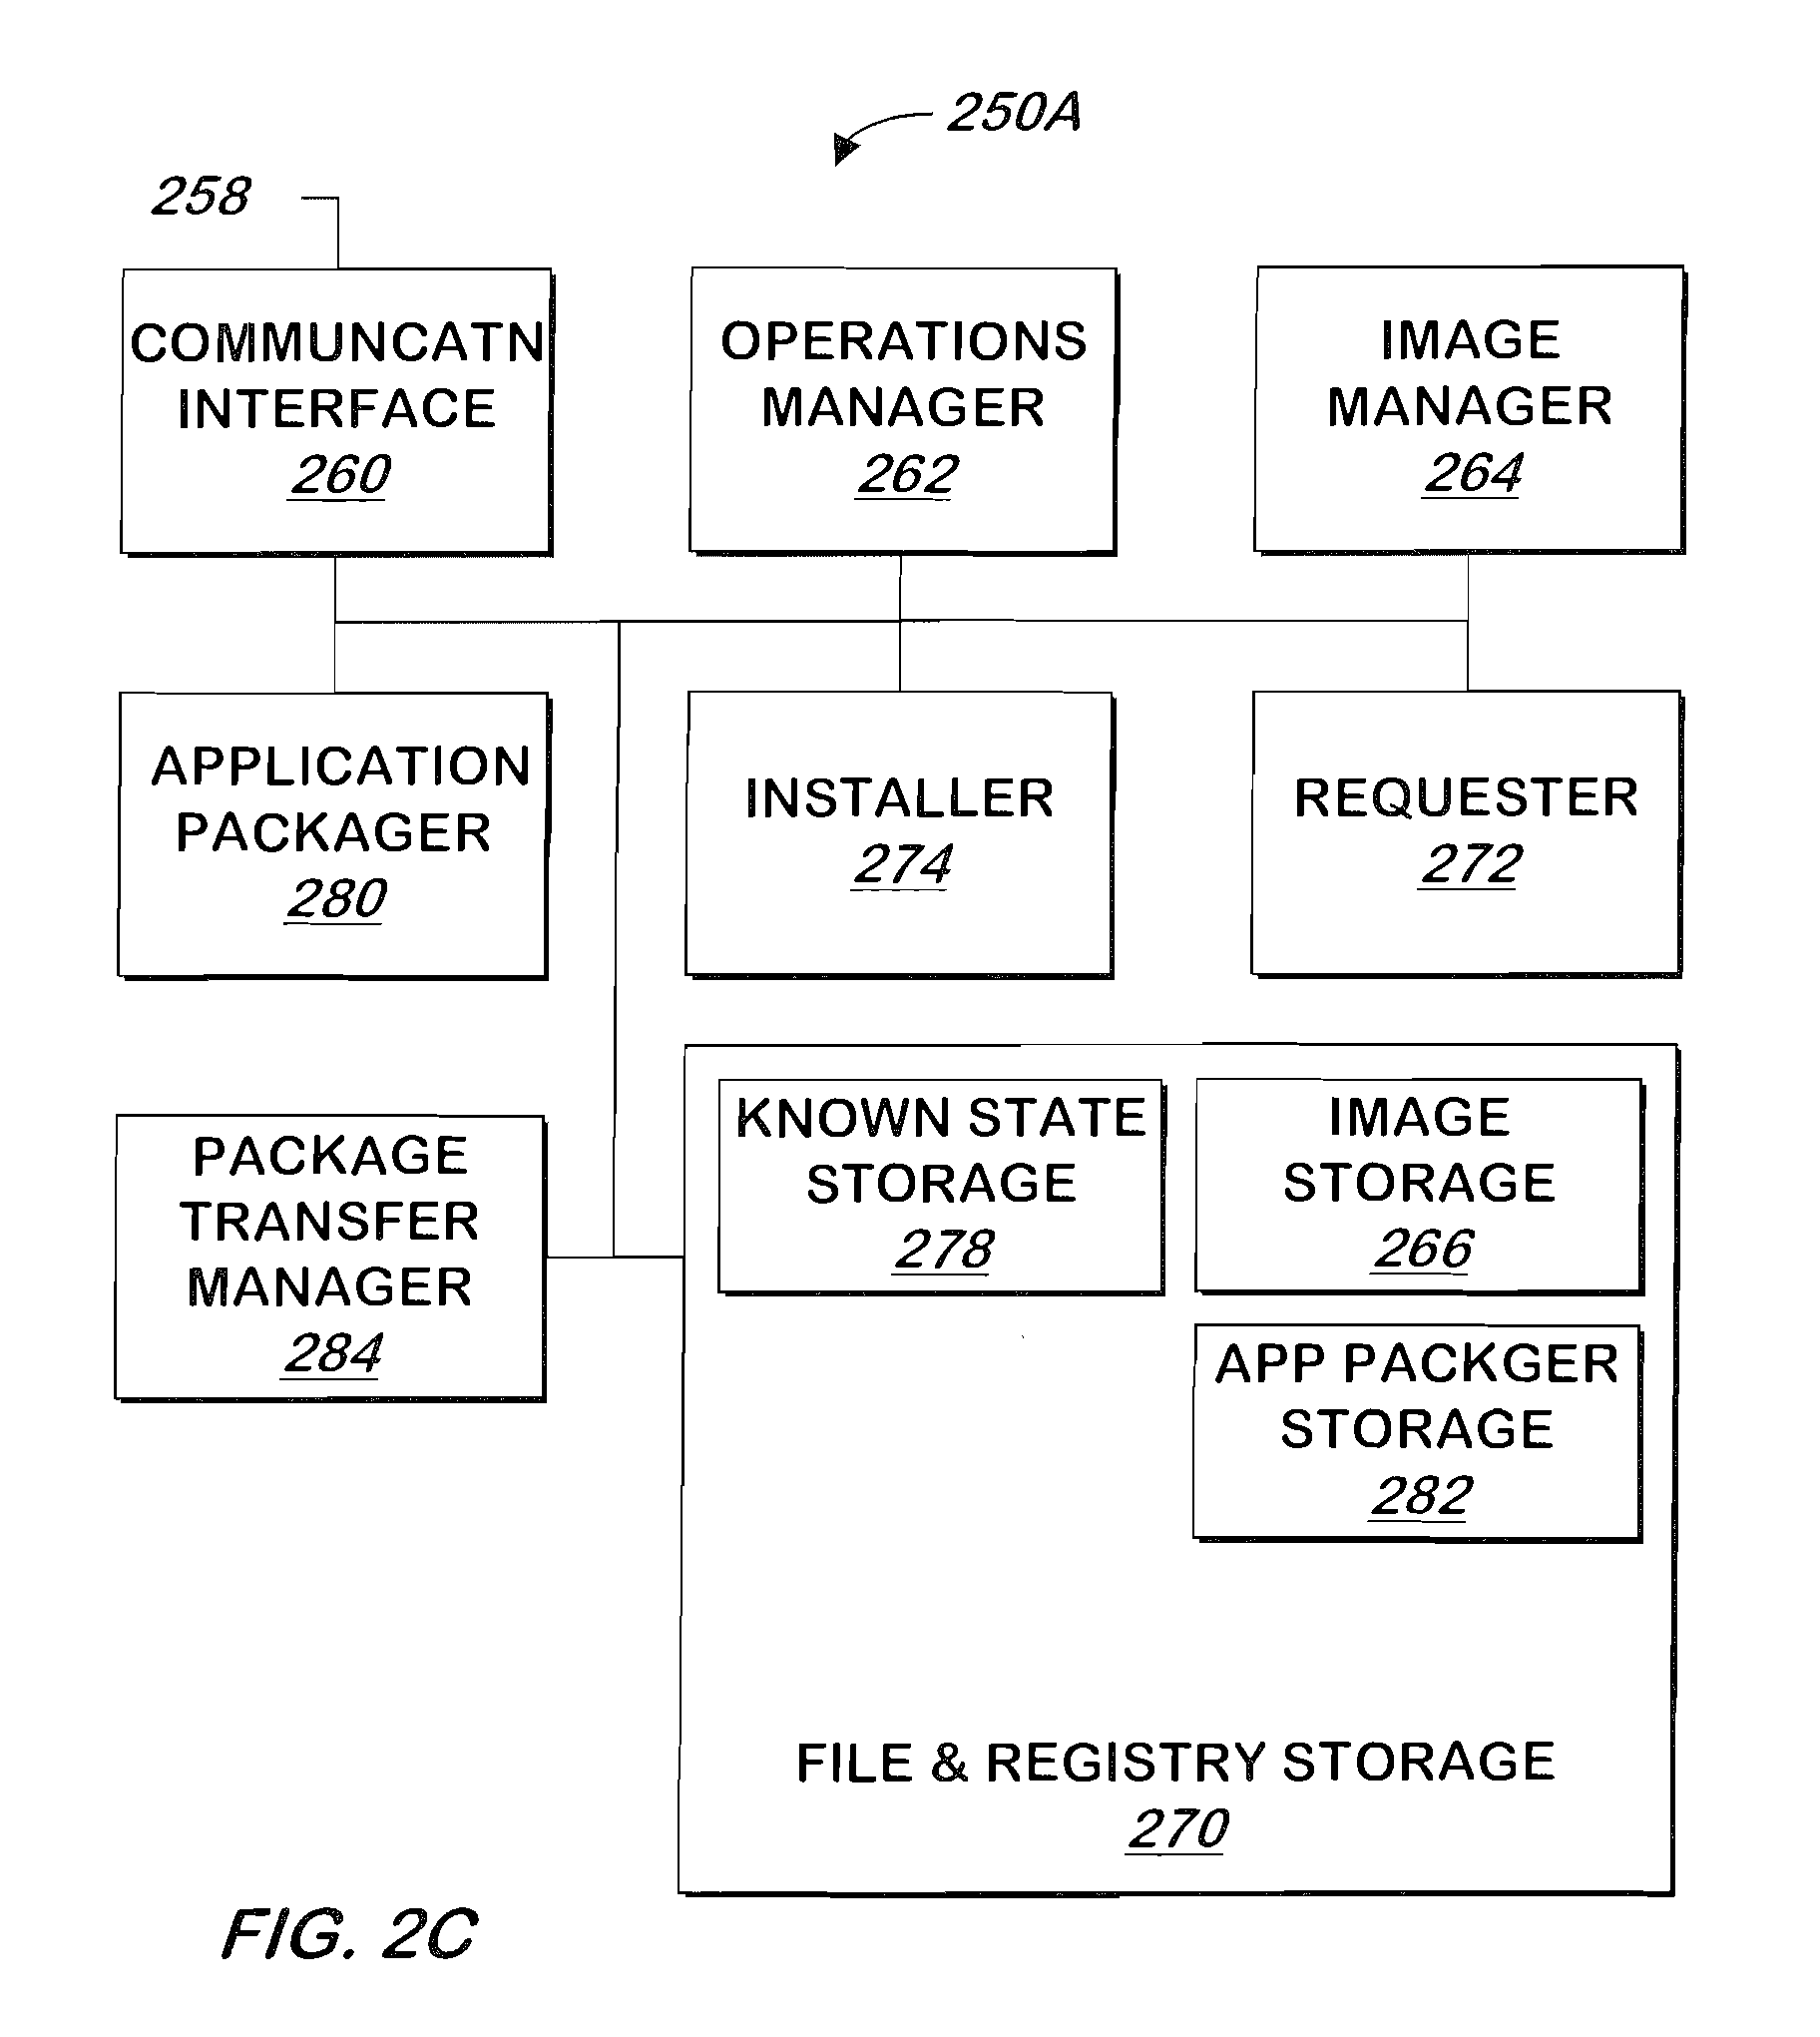 250A
258
COMMUNCATN
INTERFACE
260
OPERATIONS
MANAGER
262
IMAGE
MANAGER
264
APPLICATION
PACKAGER
280
INSTALLER
274
REQUESTER
272
PACKAGE
TRANSFER
MANAGER
284
KNOWN STATE
STORAGE
278
IMAGE
STORAGE
266
APP PACKGER
STORAGE
282
FILE & REGISTRY STORAGE
270
FIG. 2C